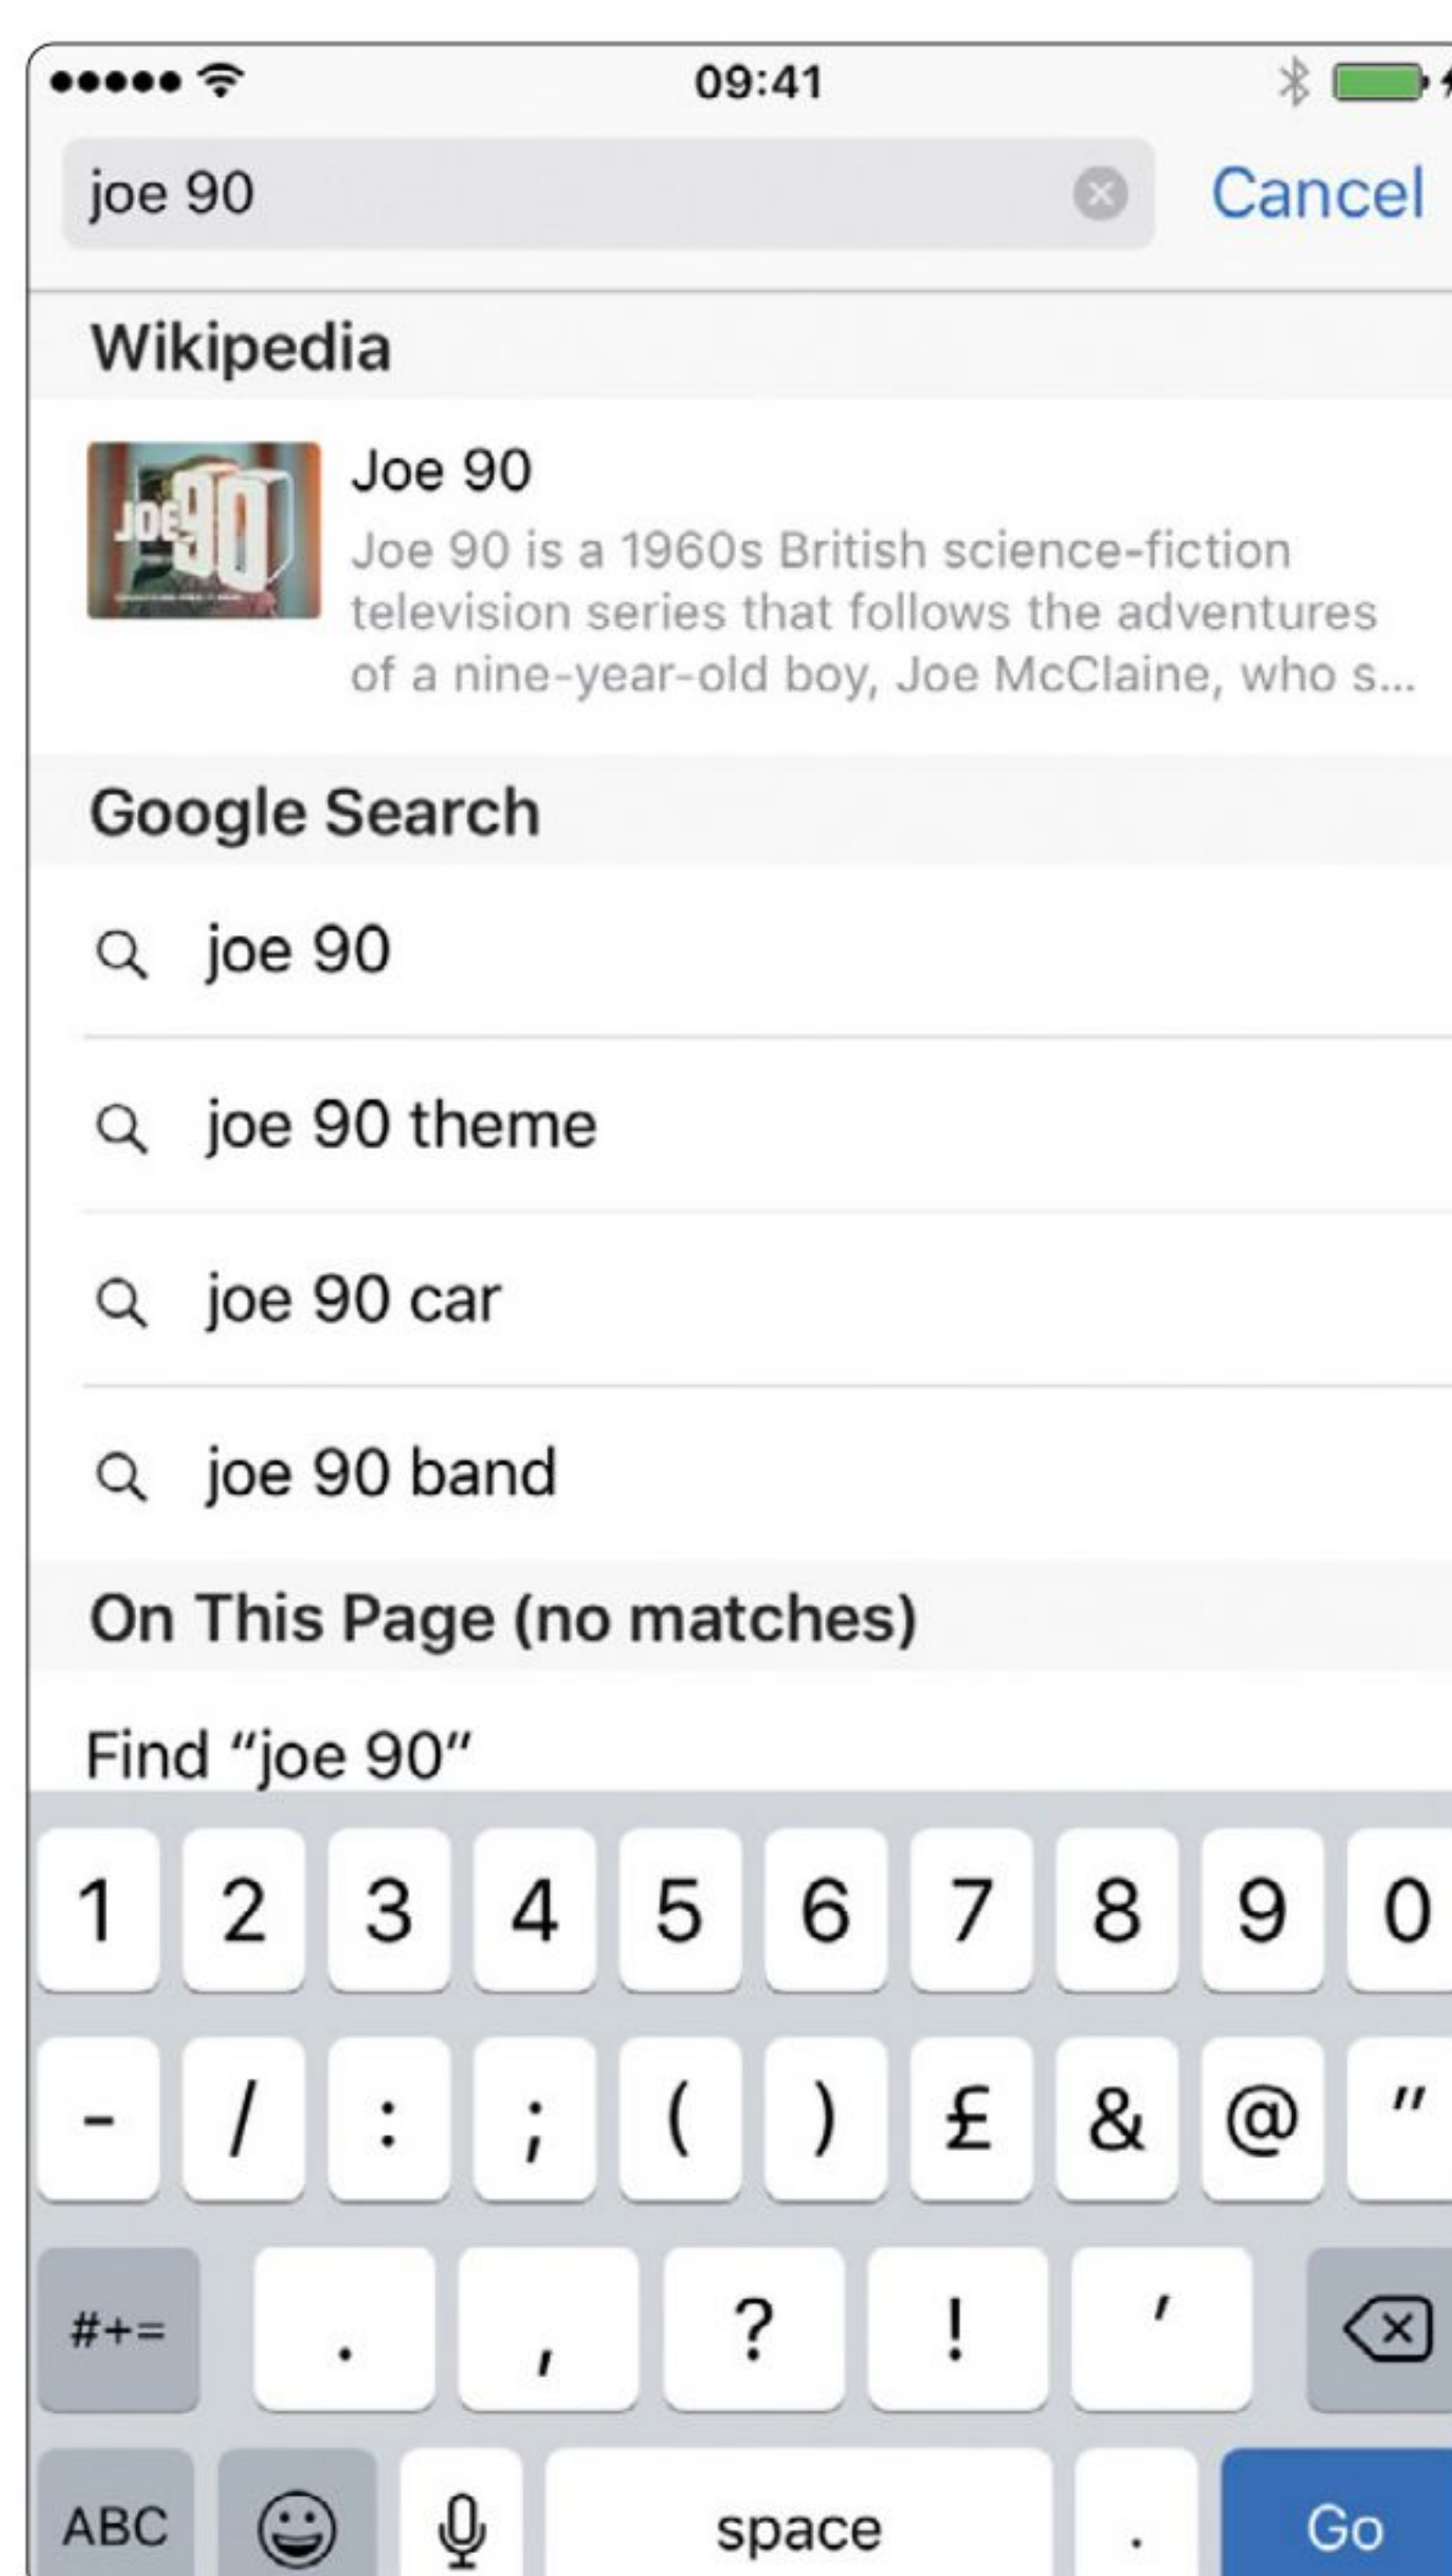 09:41
joe 90
Cancel
Wikipedia
JOE 90
Joe 90
Joe 90 is a 1960s British science-fiction
television series that follows the adventures
of a nine-year-old boy, Joe McClaine, who s...
Google Search
joe 90
joe 90 theme
joe 90 car
joe 90 band
On This Page (no matches)
Find “joe 90”
1 2 3 4 5 6 7 8 9 0
- / : ; ( ) £ & @ "
#+= . , ? ! '
ABC space . Go